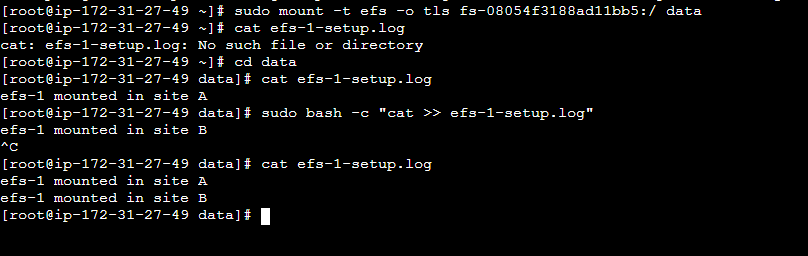 [root@ip-172-31-27-49 ~]# sudo mount -t efs -o tls fs-08054f3188ad11bb5:/ data
[root@ip-172-31-27-49 ~]# cat efs-1-setup.log
cat: efs-1-setup.log: No such file or directory
[root@ip-172-31-27-49 ~]# cd data
[root@ip-172-31-27-49 data]# cat efs-1-setup.log
efs-1 mounted in site A
[root@ip-172-31-27-49 data]# sudo bash -c "cat >> efs-1-setup.log"
efs-1 mounted in site B
^C
[root@ip-172-31-27-49 data]# cat efs-1-setup.log
efs-1 mounted in site A
efs-1 mounted in site B
[root@ip-172-31-27-49 data]#